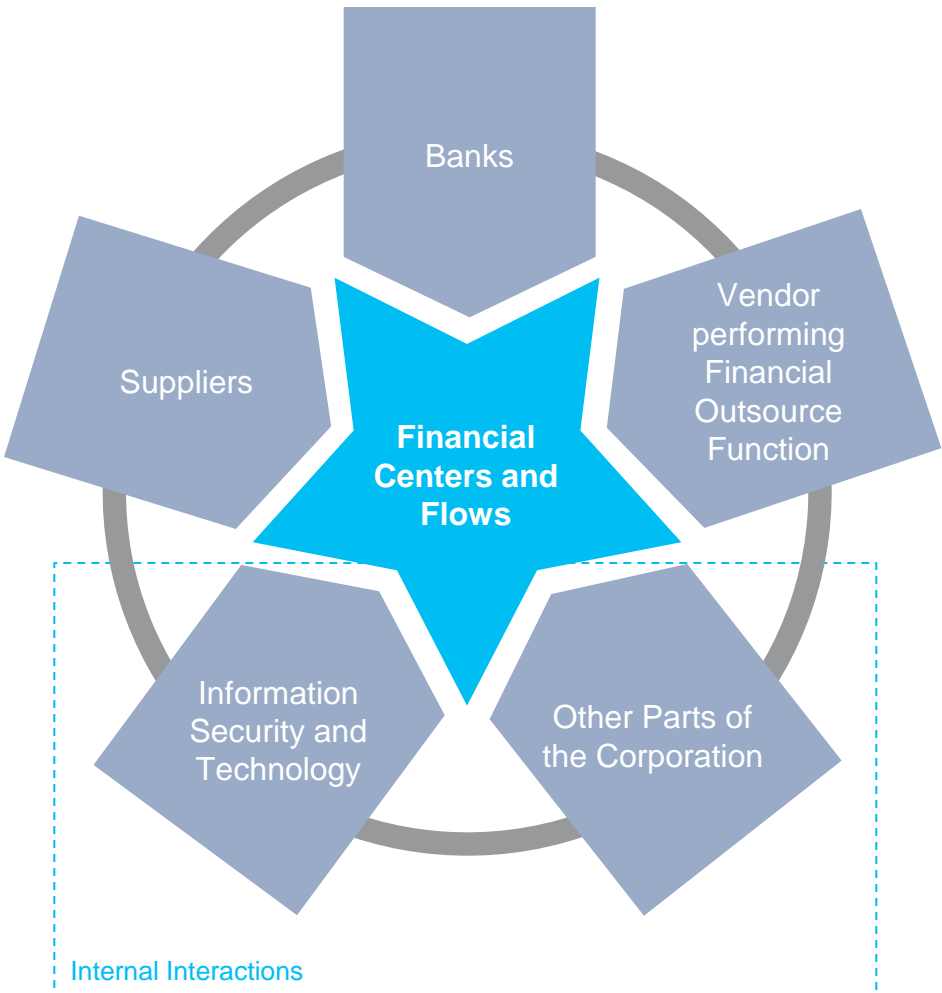 Banks
Vendor
performing
Financial
Outsource
Function
Suppliers
Financial
Centers and
Flows
Information
Security and
Technology
Other Parts of
the Corporation
Internal Interactions